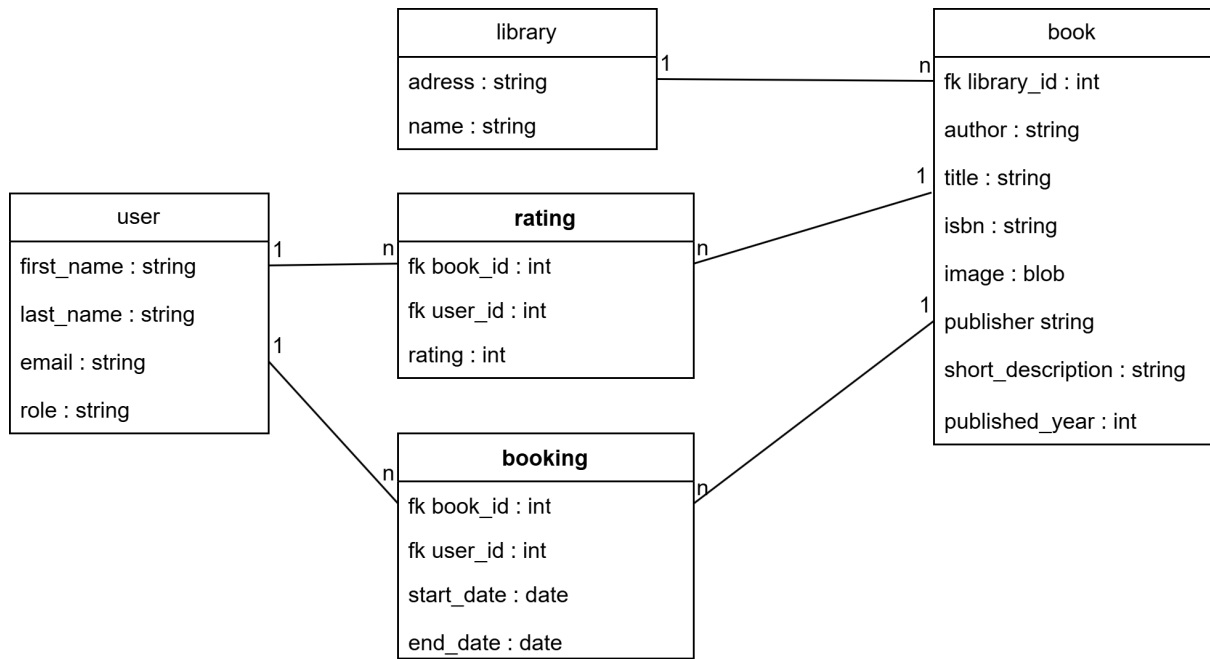 library
adress : string
name : string
1
n
book
fk library_id : int
author : string
title : string
isbn : string
image : blob
publisher string
short_description : string
published_year : int
user
first_name : string
last_name : string
email : string
role : string
1
n
1
n
rating
fk book_id : int
fk user_id : int
rating : int
n
1
booking
fk book_id : int
fk user_id : int
start_date : date
end_date : date
n
1